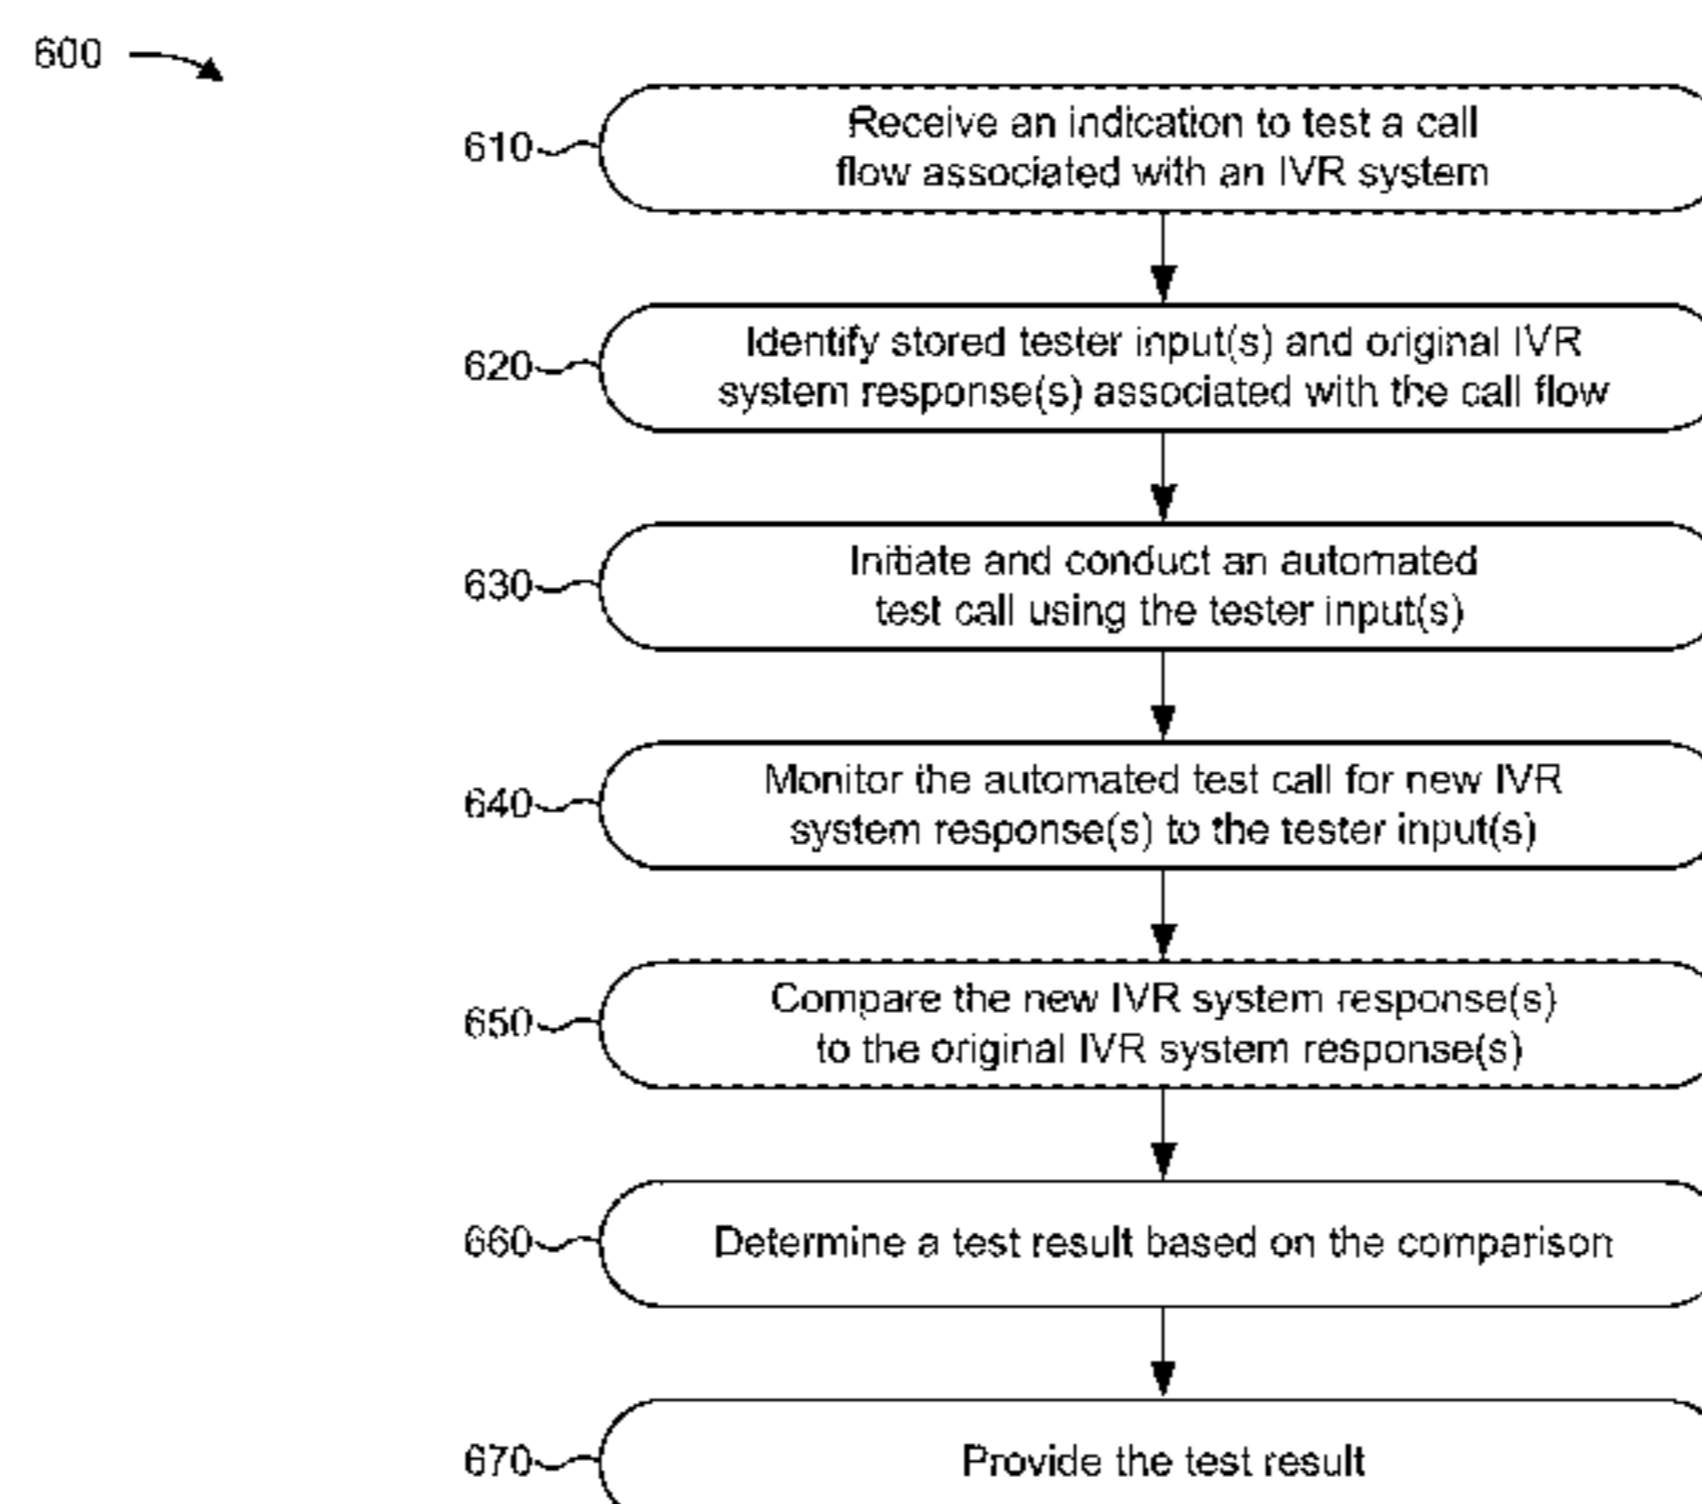 600
610
Receive an indication to test a call
flow associated with an IVR system
620
Identify stored tester input(s) and original IVR
system response(s) associated with the call flow
630
Initiate and conduct an automated
test call using the tester input(s)
640
Monitor the automated test call for new IVR
system response(s) to the tester input(s)
650
Compare the new IVR system response(s)
to the original IVR system response(s)
660
Determine a test result based on the comparison
670
Provide the test result